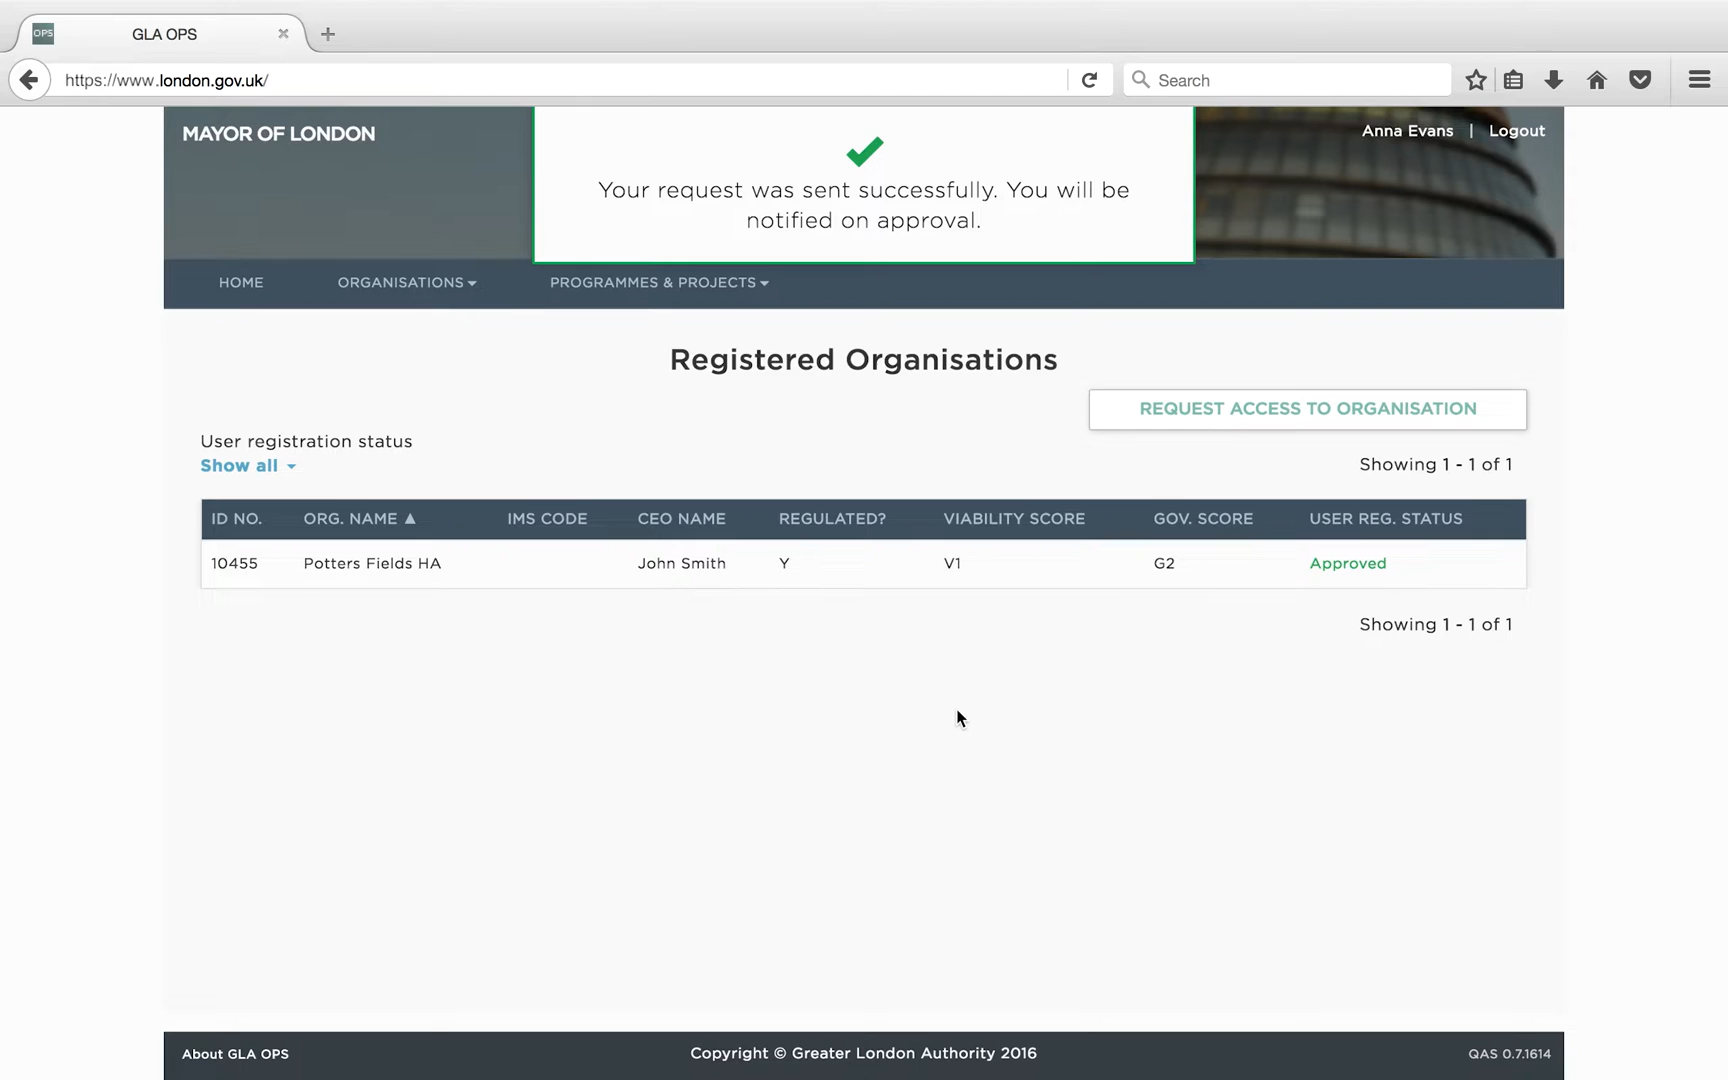 OPS GLA OPS
https://www.london.gov.uk/ Search
MAYOR OF LONDON
Anna Evans | Logout
Your request was sent successfully. You will be
notified on approval.
HOME ORGANISATIONS PROGRAMMES & PROJECTS
Registered Organisations
REQUEST ACCESS TO ORGANISATION
User registration status
Show all
Showing 1 - 1 of 1
ID NO. ORG. NAME ▲ IMS CODE CEO NAME REGULATED? VIABILITY SCORE GOV. SCORE USER REG. STATUS
10455 Potters Fields HA John Smith Y V1 G2 Approved
Showing 1 - 1 of 1
About GLA OPS Copyright © Greater London Authority 2016 QAS 0.7.1614